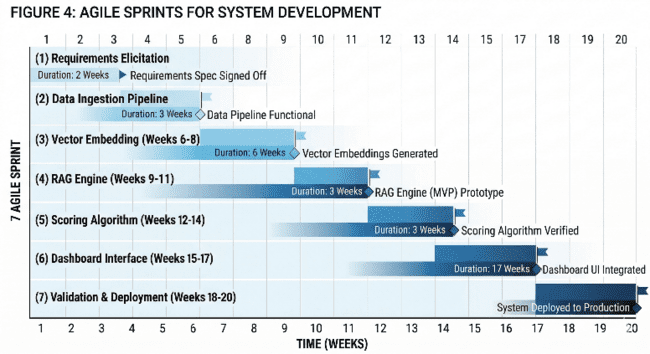 FIGURE 4: AGILE SPRINTS FOR SYSTEM DEVELOPMENT
1 2 3 4 5 6 7 8 9 10 11 12 13 14 15 16 17 18 19 20
(1) Requirements Elicitation
Duration: 2 Weeks Requirements Spec Signed Off
(2) Data Ingestion Pipeline
Duration: 3 Weeks Data Pipeline Functional
(3) Vector Embedding (Weeks 6-8)
Duration: 6 Weeks Vector Embeddings Generated
(4) RAG Engine (Weeks 9-11)
Duration: 3 Weeks RAG Engine (MVP) Prototype
(5) Scoring Algorithm (Weeks 12-14)
Duration: 3 Weeks Scoring Algorithm Verified
(6) Dashboard Interface (Weeks 15-17)
Duration: 17 Weeks Dashboard UI Integrated
(7) Validation & Deployment (Weeks 18-20)
System Deployed to Production
7 AGILE SPRINT
1 2 3 4 5 6 7 8 9 10 11 12 13 14 15 16 17 18 19 20
TIME (WEEKS)